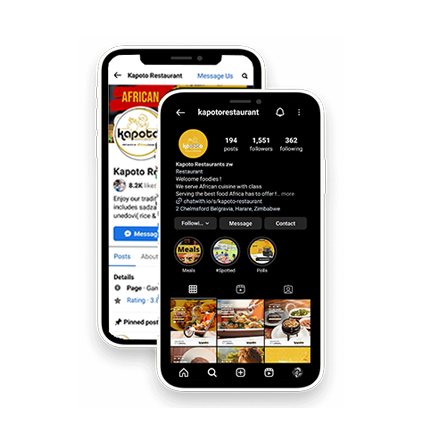 Kapoto Restaurant
Message Us
AFRICAN
kapoto
Kapoto R
8.2K likes
Enjoy our trad
includes sadza
unedovi( rice &
Messag
Posts
About
Details
Page · Gan
Rating · 3.
Pinned post
kapotorestaurant
194
1,551
362
posts
followers
following
Kapoto Restaurants zw
Restaurant
Welcome foodies !
We serve African cuisine with class
Serving the best food Africa has to offer f... more
chatwith.io/s/kapoto-restaurant
2 Chelmsford Belgravia, Harare, Zimbabwe
Followi...
Message
Contact
Meals
Meals
#Spotted
Polls